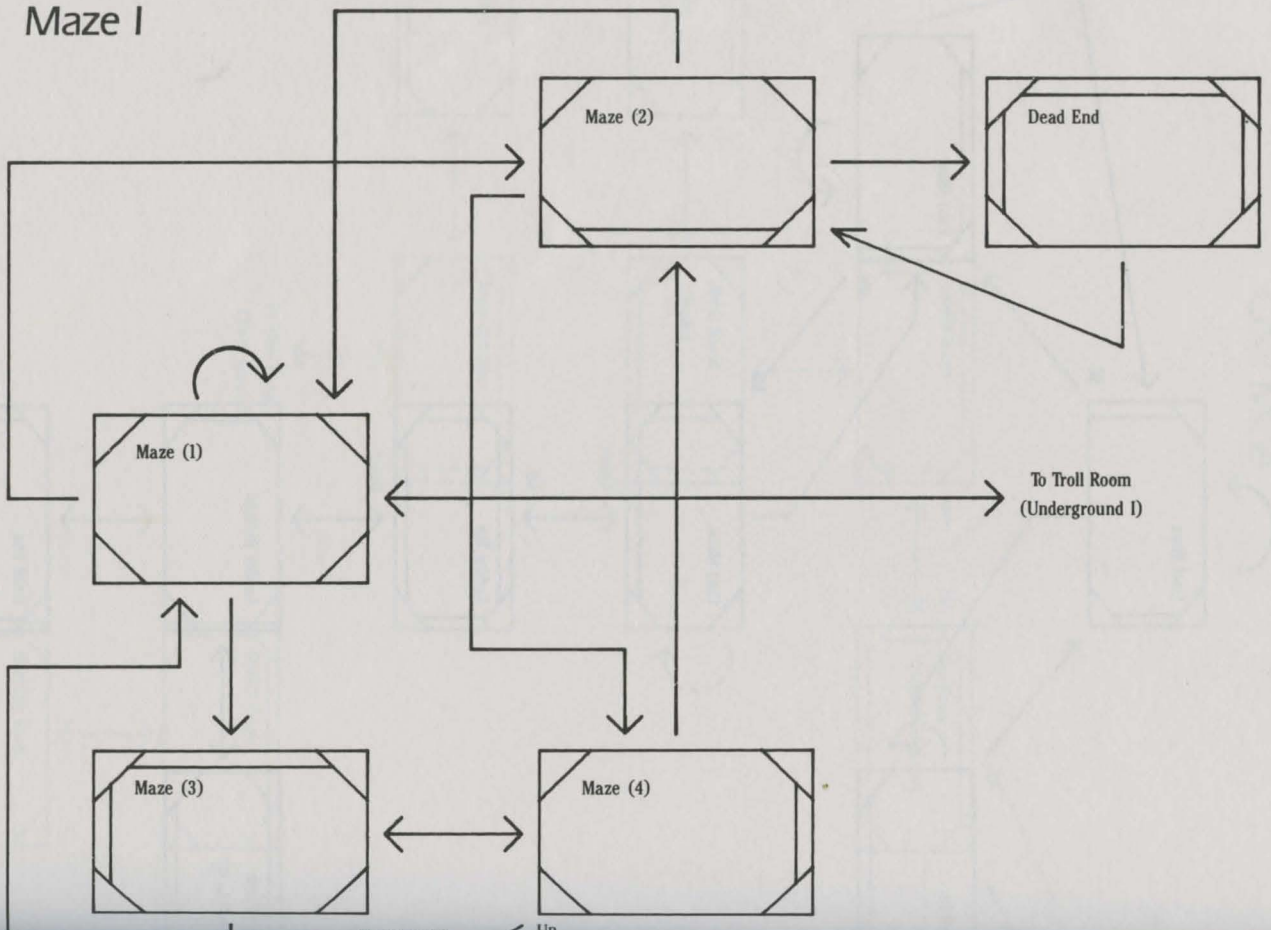 Maze I
Maze (2)
Dead End
Maze (1)
To Troll Room
(Underground I)
Maze (3)
Maze (4)
Up